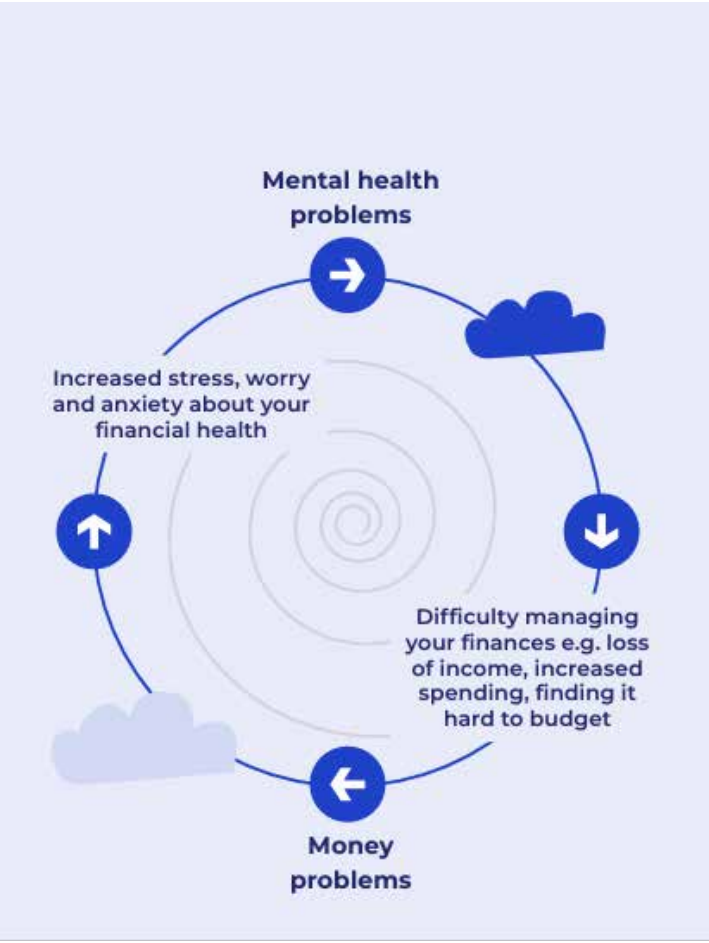 Mental health
problems
Increased stress, worry
and anxiety about your
financial health
Difficulty managing
your finances e.g. loss
of income, increased
spending, finding it
hard to budget
Money
problems